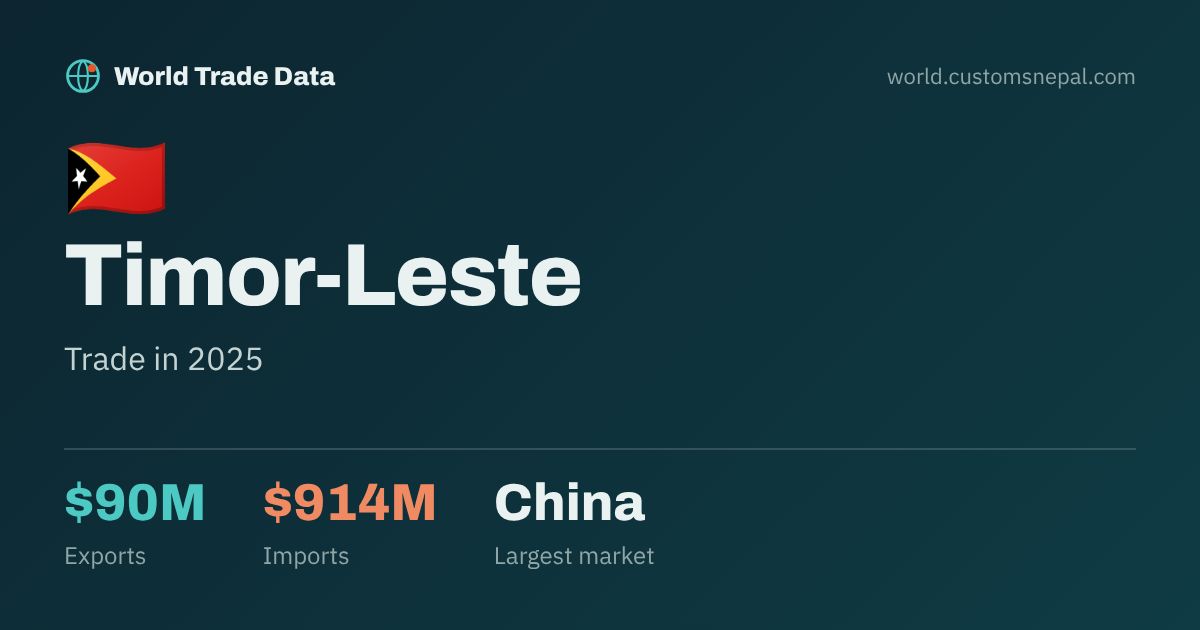 World Trade Data
world.customsnepal.com
Timor-Leste
Trade in 2025
$90M
Exports
$914M
Imports
China
Largest market